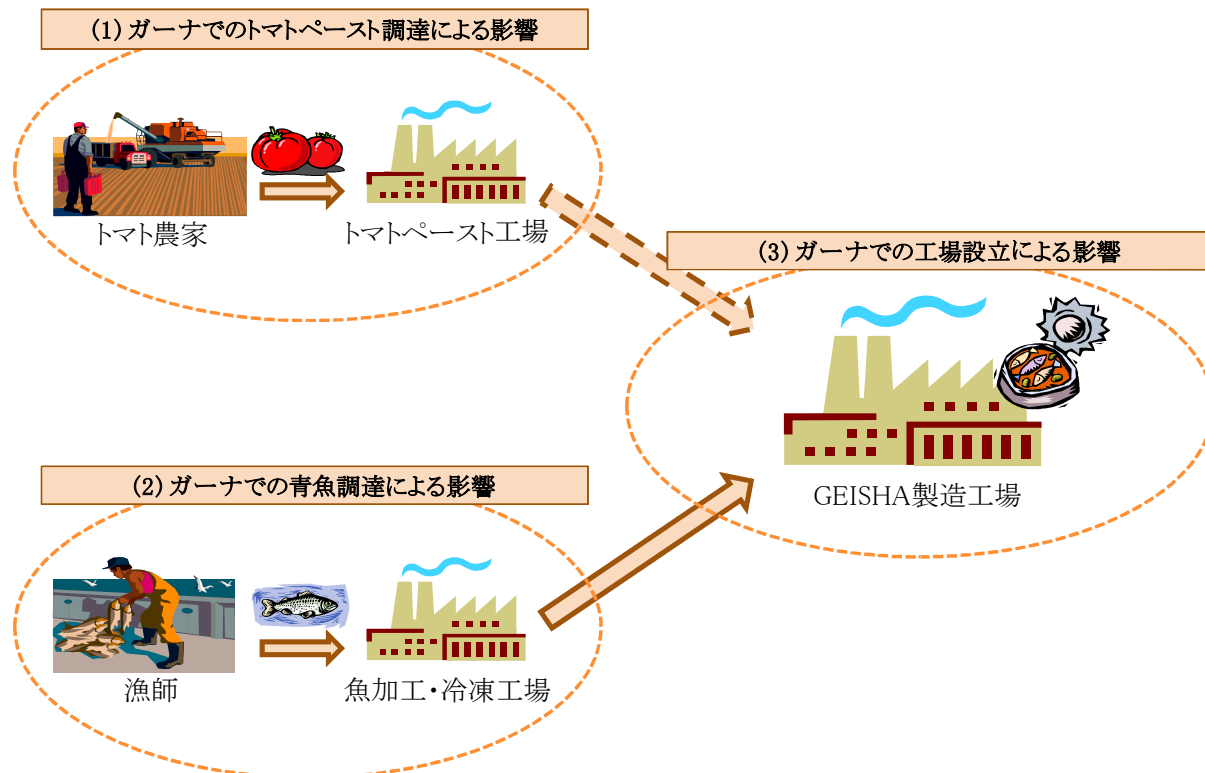 (1) ガーナでのトマトペースト調達による影響
トマト農家
トマトペースト工場
(3) ガーナでの工場設立による影響
GEISHA製造工場
(2) ガーナでの青魚調達による影響
漁師
魚加工・冷凍工場